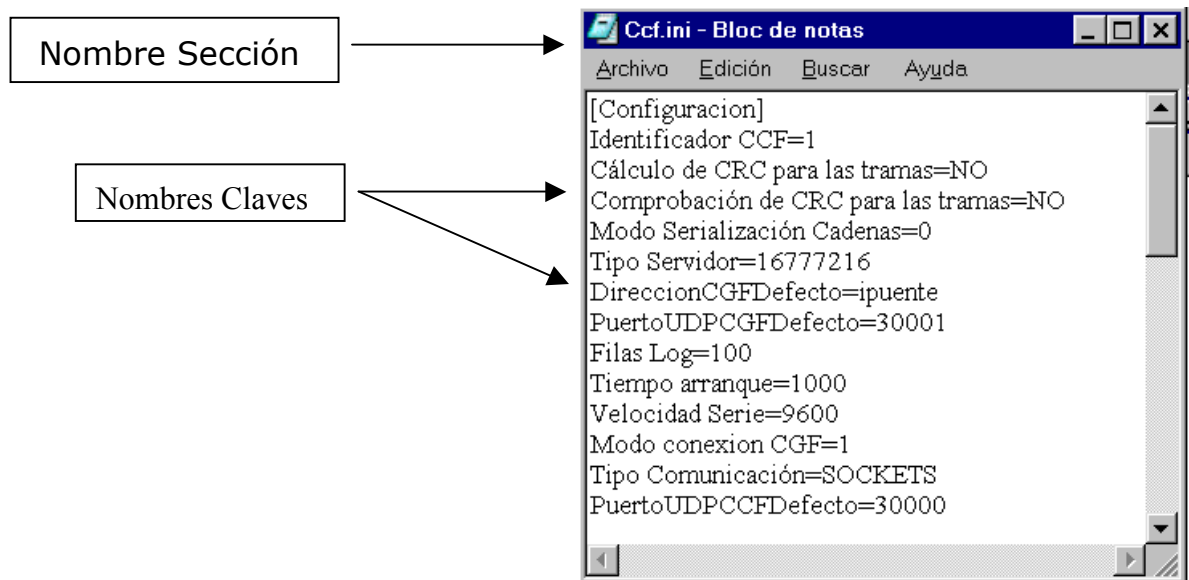 Nombre Sección
Nombres Claves
Ccf.ini - Bloc de notas
Archivo Edición Buscar Ayuda
[Configuracion]
Identificador CCF=1
Cálculo de CRC para las tramas=NO
Comprobación de CRC para las tramas=NO
Modo Serialización Cadenas=0
Tipo Servidor=16777216
DireccionCGFDefecto=ipuente
PuertoUDPCGFDefecto=30001
Filas Log=100
Tiempo arranque=1000
Velocidad Serie=9600
Modo conexion CGF=1
Tipo Comunicación=SOCKETS
PuertoUDPCCFDefecto=30000